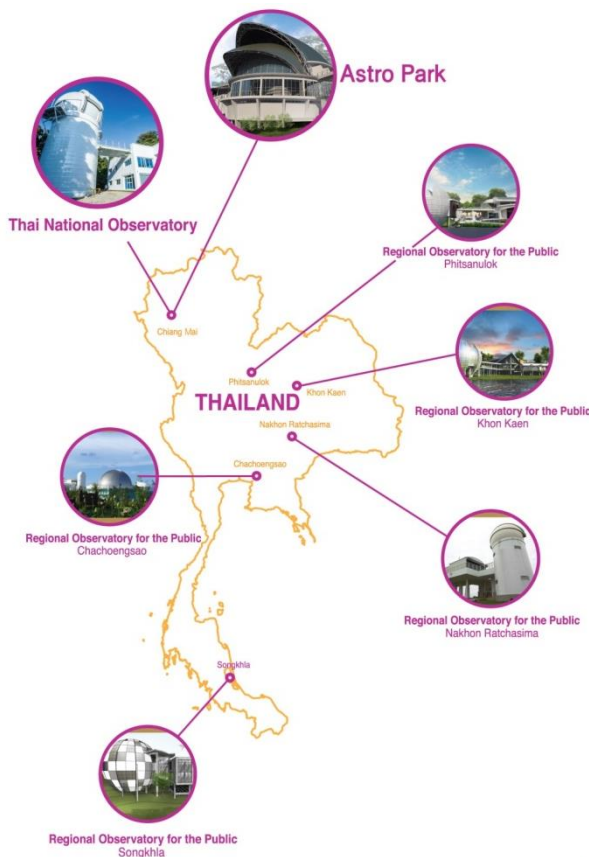 Astro Park
Thai National Observatory
Regional Observatory for the Public
Phitsanulok
Chiang Mai
Phitsanulok
Khon Kaen
THAILAND
Regional Observatory for the Public
Khon Kaen
Nakhon Ratchasima
Chachoengsao
Regional Observatory for the Public
Chachoengsao
Regional Observatory for the Public
Nakhon Ratchasima
Songkhla
Regional Observatory for the Public
Songkhla